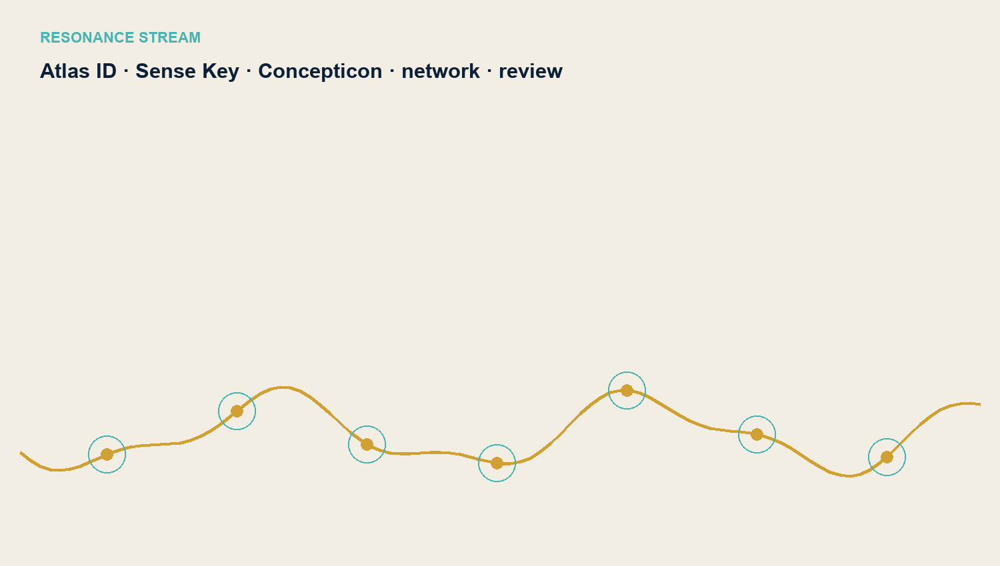 RESONANCE STREAM
Atlas ID · Sense Key · Concepticon · network · review